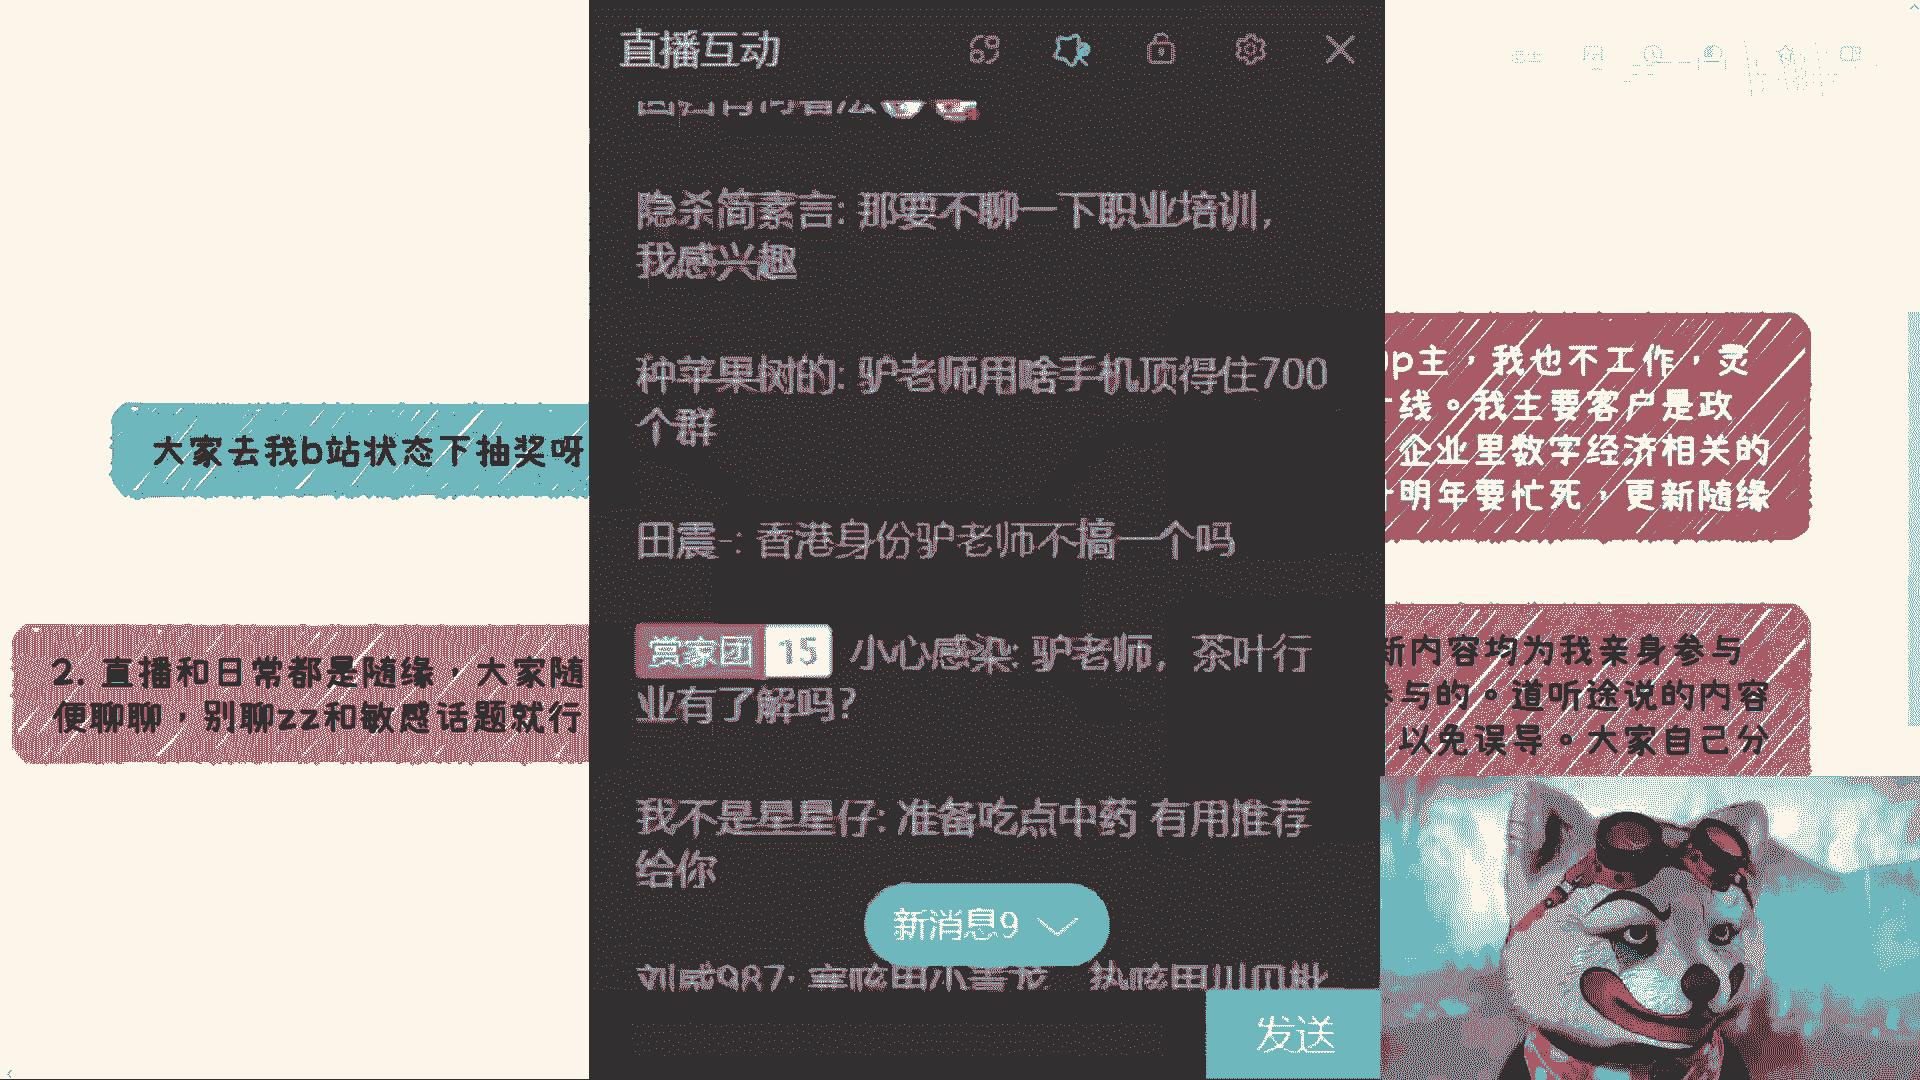 直播互动
隐杀简素言: 那要不聊一下职业培训,
我感兴趣
种苹果树的: 驴老师用啥手机顶得住700
个群
田震-: 香港身份驴老师不搞一个吗
赏家团 15 小心感染: 驴老师, 茶叶行
业有了解吗?
我不是星星仔: 准备吃点中药 有用推荐
给你
新消息9
发送
大家去我b站状态下抽奖呀
2. 直播和日常都是随缘，大家随
便聊聊，别聊zz和敏感话题就行
p主，我也不工作，灵
线。我主要客户是政
企业里数字经济相关的
明年要忙死，更新随缘
新内容均为我亲身参与
参与的。道听途说的内容
以免误导。大家自己分